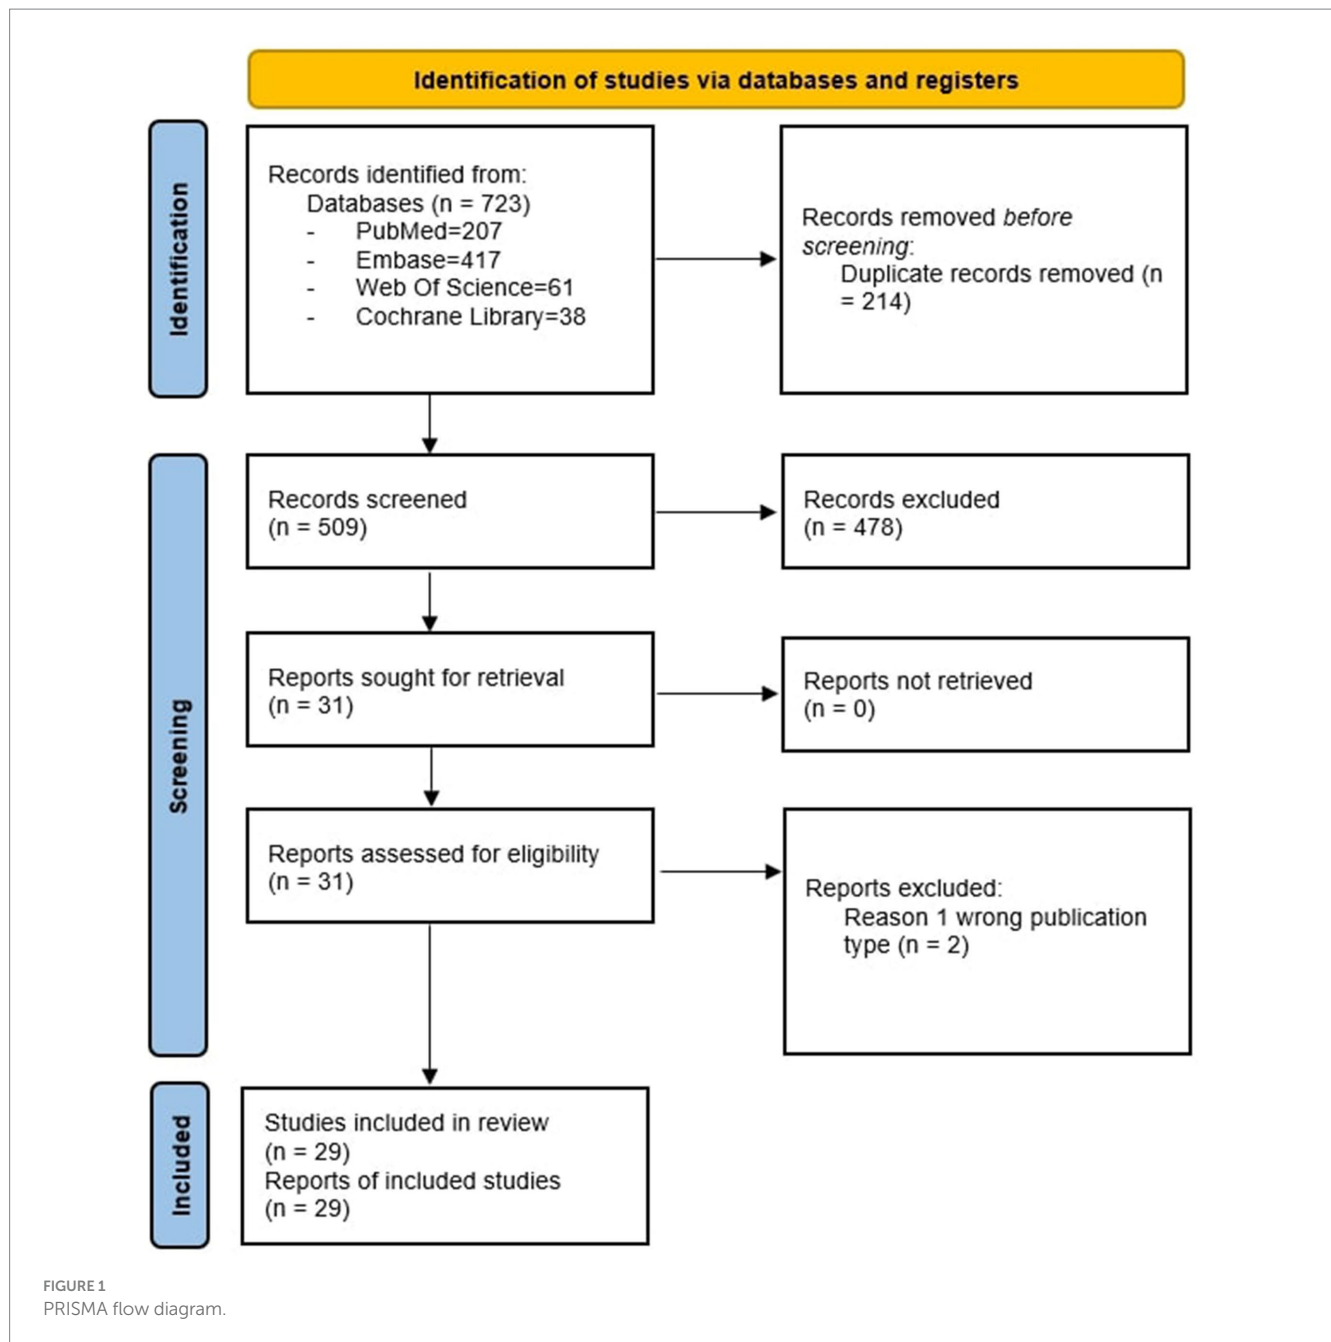 Identification of studies via databases and registers
Identification
Records identified from:
Databases (n = 723)
- PubMed=207
- Embase=417
- Web Of Science=61
- Cochrane Library=38
Records removed before
screening:
Duplicate records removed (n
= 214)
Screening
Records screened
(n = 509)
Records excluded
(n = 478)
Reports sought for retrieval
(n = 31)
Reports not retrieved
(n = 0)
Reports assessed for eligibility
(n = 31)
Reports excluded:
Reason 1 wrong publication
type (n = 2)
Included
Studies included in review
(n = 29)
Reports of included studies
(n = 29)
FIGURE 1
PRISMA flow diagram.